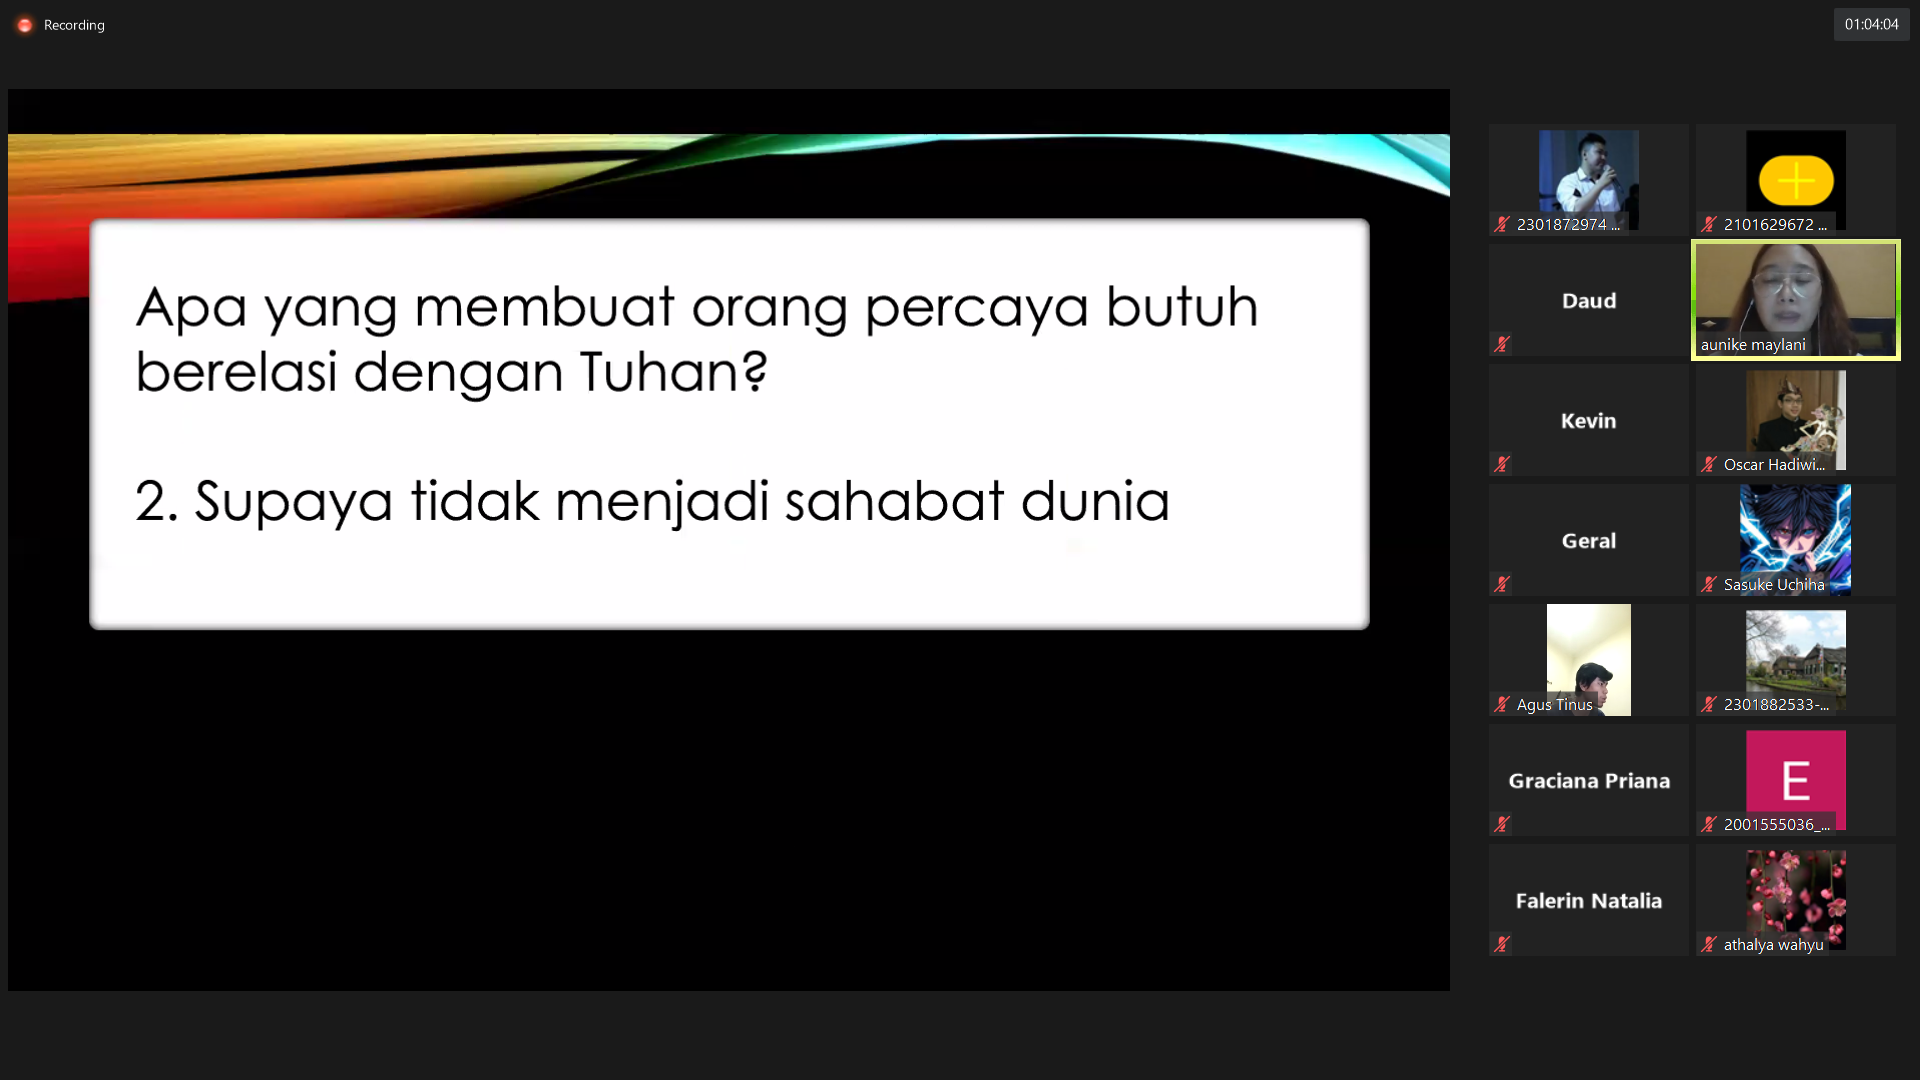 Recording
01:04:04
Apa yang membuat orang percaya butuh
berelasi dengan Tuhan?
2. Supaya tidak menjadi sahabat dunia
2301872974 ...
2101629672 ...
Daud
aunike maylani
Kevin
Oscar Hadiwi...
Geral
Sasuke Uchiha
Agus Tinus
2301882533-...
Graciana Priana
E
2001555036_...
Falerin Natalia
athalya wahyu